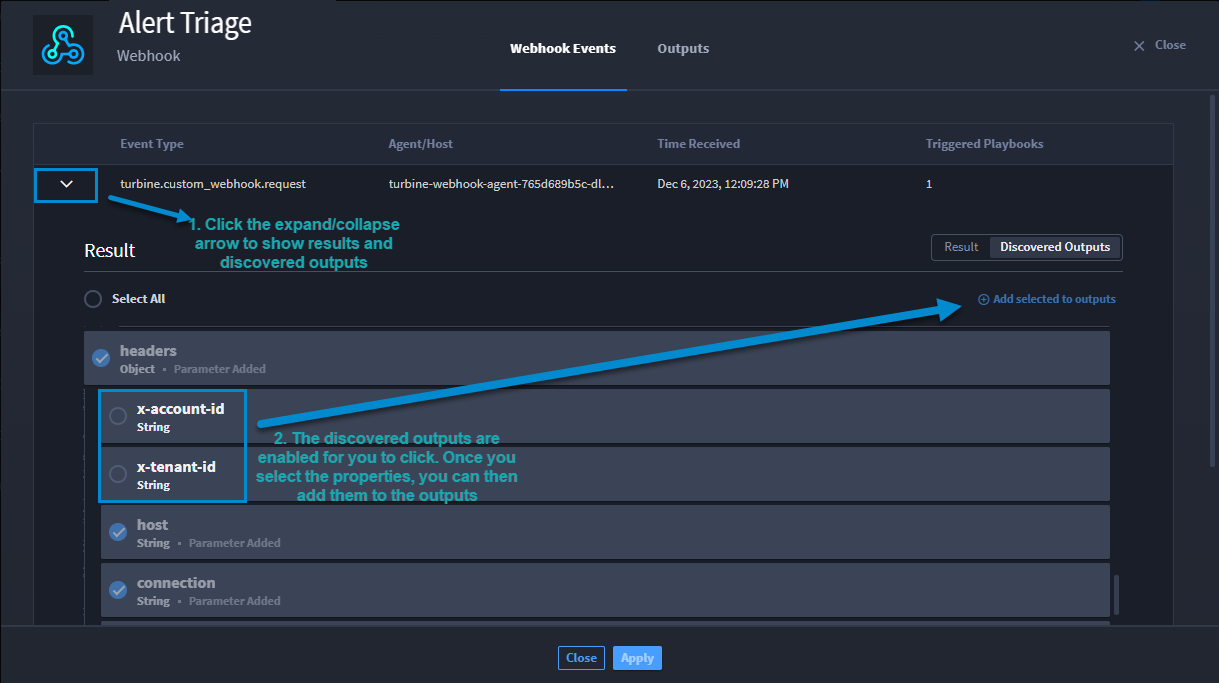 Alert Triage
Webhook
Webhook Events
Outputs
Close
Event Type
Agent/Host
Time Received
Triggered Playbooks
turbine.custom_webhook.request
turbine-webhook-agent-765d689b5c-dl...
Dec 6, 2023, 12:09:28 PM
1
1. Click the expand/collapse
arrow to show results and
discovered outputs
Result
Result
Discovered Outputs
Select All
Add selected to outputs
headers
Object • Parameter Added
x-account-id
String
2. The discovered outputs are
enabled for you to click. Once you
select the properties, you can then
add them to the outputs
x-tenant-id
String
host
String • Parameter Added
connection
String • Parameter Added
Close
Apply